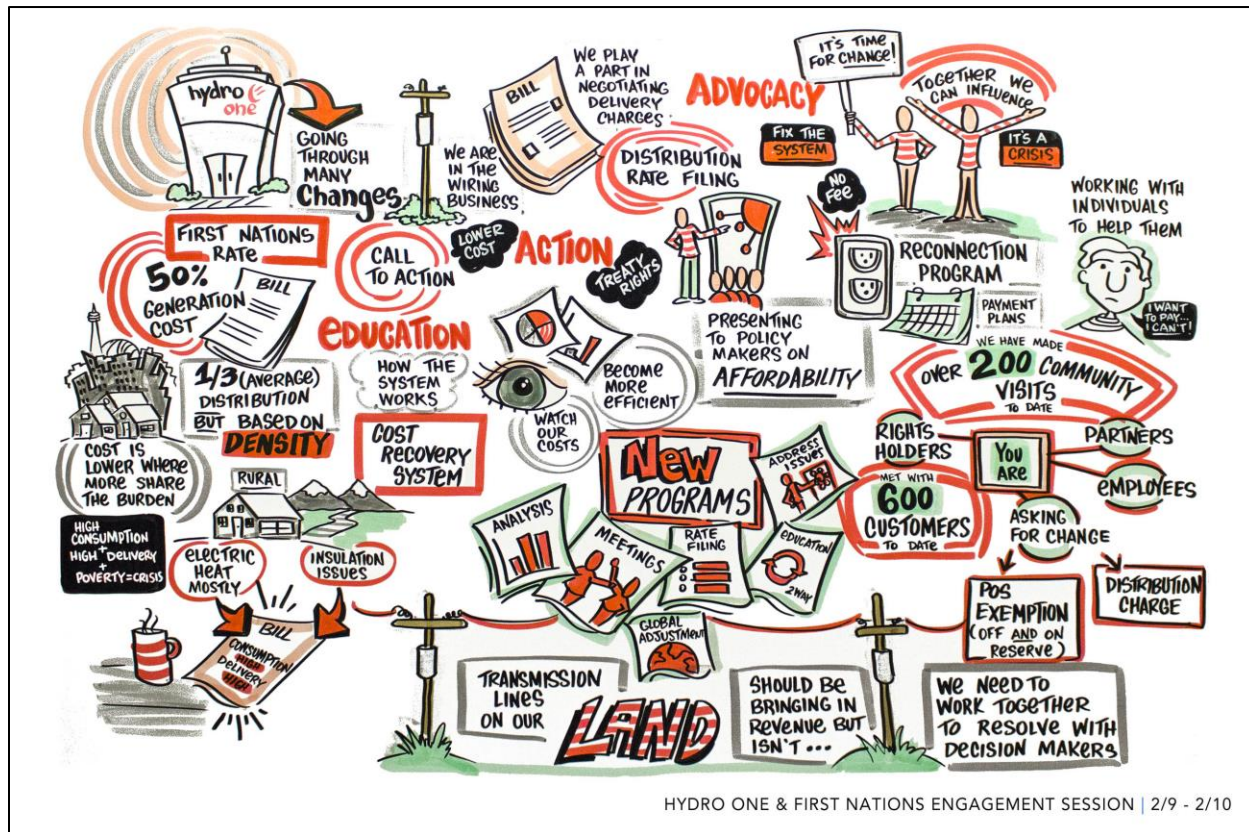 hydro
one
GOING
THROUGH
MANY
Changes
WE ARE
IN THE
WIRING
BUSINESS
BILL
WE PLAY
A PART IN
NEGOTIATING
DELIVERY
CHARGES
DISTRIBUTION
RATE FILING
ADVOCACY
FIX THE
SYSTEM
IT'S TIME
FOR CHANGE!
TOGETHER WE
CAN INFLUENCE
IT'S A
CRISIS
FIRST NATIONS
RATE
50%
GENERATION
COST
BILL
CALL
TO ACTION
LOWER
COST
ACTION
TREATY
RIGHTS
NO
FEE
RECONNECTION
PROGRAM
PAYMENT
PLANS
WORKING WITH
INDIVIDUALS
TO HELP THEM
I WANT
TO PAY...
I CAN'T!
EDUCATION
HOW THE
SYSTEM
WORKS
1/3 (AVERAGE)
DISTRIBUTION
BUT BASED ON
DENSITY
COST IS
LOWER WHERE
MORE SHARE
THE BURDEN
COST
RECOVERY
SYSTEM
WATCH
OUR
COSTS
BECOME
MORE
EFFICIENT
PRESENTING
TO POLICY
MAKERS ON
AFFORDABILITY
WE HAVE MADE
OVER 200 COMMUNITY
VISITS
TO DATE
RIGHTS
HOLDERS
YOU
ARE
PARTNERS
EMPLOYEES
ASKING
FOR CHANGE
MET WITH
600
CUSTOMERS
TO DATE
NEW
PROGRAMS
ANALYSIS
MEETINGS
RATE
FILING
ADDRESS
ISSUES
EDUCATION
2WAY
GLOBAL
ADJUSTMENT
HIGH
CONSUMPTION
+
HIGH DELIVERY
+
POVERTY=CRISIS
RURAL
ELECTRIC
HEAT
MOSTLY
INSULATION
ISSUES
BILL
CONSUMPTION
HIGH
DELIVERY
HIGH
POS
EXEMPTION
(OFF AND ON
RESERVE)
DISTRIBUTION
CHARGE
TRANSMISSION
LINES
ON OUR
LAND
SHOULD BE
BRINGING IN
REVENUE BUT
ISN'T...
WE NEED TO
WORK TOGETHER
TO RESOLVE WITH
DECISION MAKERS
HYDRO ONE & FIRST NATIONS ENGAGEMENT SESSION | 2/9 - 2/10